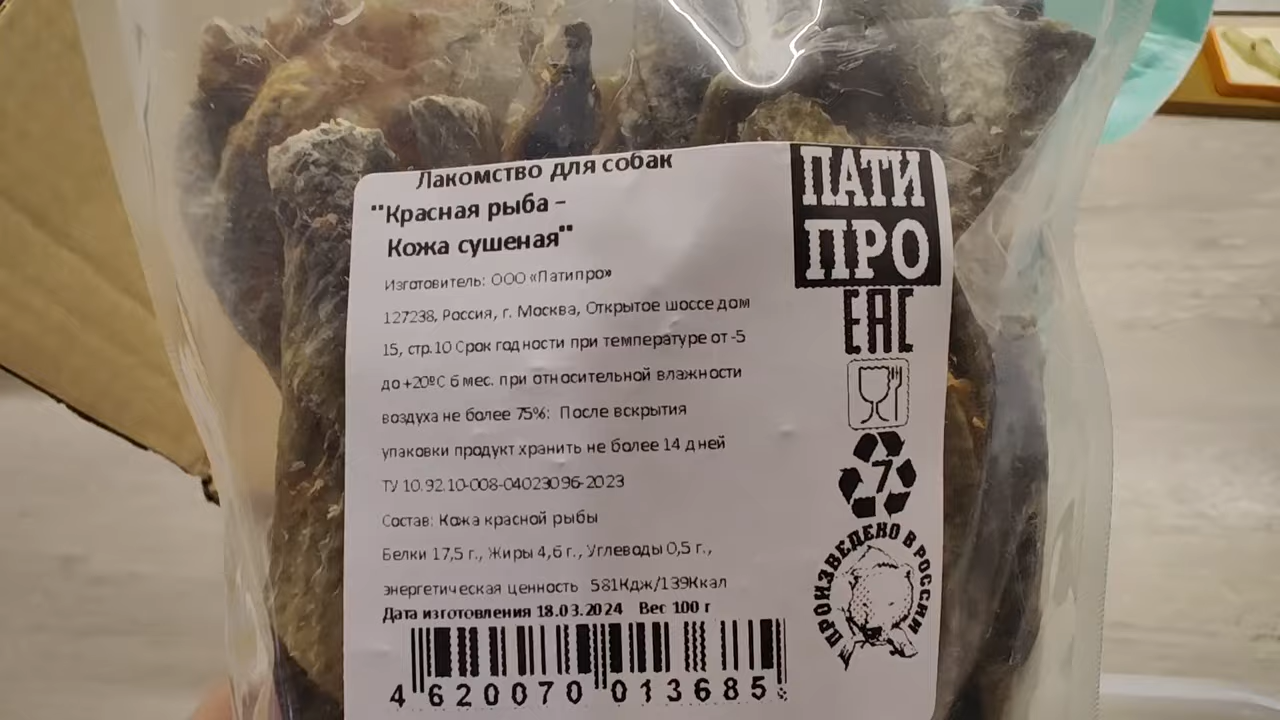 Лакомство для собак
"Красная рыба –
Кожа сушеная"
Изготовитель: ООО «Патипро»
127238, Россия, г. Москва, Открытое шоссе дом
15, стр.10 Срок годности при температуре от -5
до +20ºС 6 мес. при относительной влажности
воздуха не более 75%: После вскрытия
упаковки продукт хранить не более 14 дней
ТУ 10.92.10-008-04023096-2023
Состав: Кожа красной рыбы
Белки 17,5 г., Жиры 4,6 г., Углеводы 0,5 г.,
энергетическая ценность 581Кдж/139Ккал
Дата изготовления 18.03.2024 Вес 100 г
4 620070 013685
ПАТИ
ПРО
ЕАС
7
ПРОИЗВЕДЕНО В РОССИИ